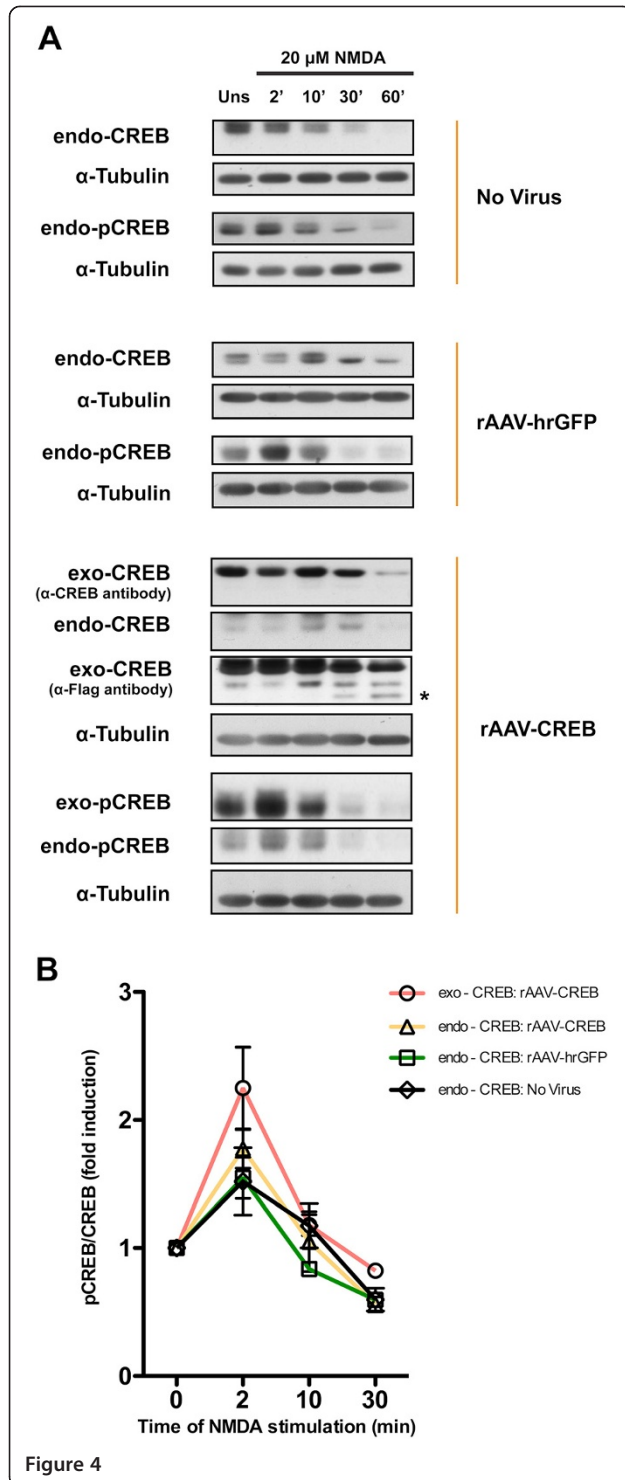 A
20 µM NMDA
Uns 2' 10' 30' 60'
endo-CREB
α-Tubulin
endo-pCREB
α-Tubulin
No Virus
endo-CREB
α-Tubulin
endo-pCREB
α-Tubulin
rAAV-hrGFP
exo-CREB
(α-CREB antibody)
endo-CREB
exo-CREB
(α-Flag antibody)
*
α-Tubulin
exo-pCREB
endo-pCREB
α-Tubulin
rAAV-CREB
B
pCREB/CREB (fold induction)
3
2
1
0
0 2 10 30
Time of NMDA stimulation (min)
exo - CREB: rAAV-CREB
endo - CREB: rAAV-CREB
endo - CREB: rAAV-hrGFP
endo - CREB: No Virus
Figure 4